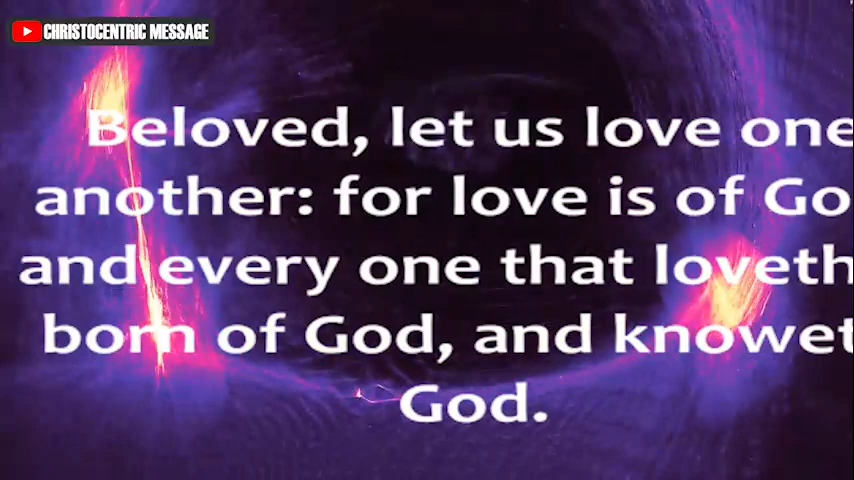 CHRISTOCENTRIC MESSAGE
Beloved, let us love one
another: for love is of Go
and every one that loveth
born of God, and knowet
God.